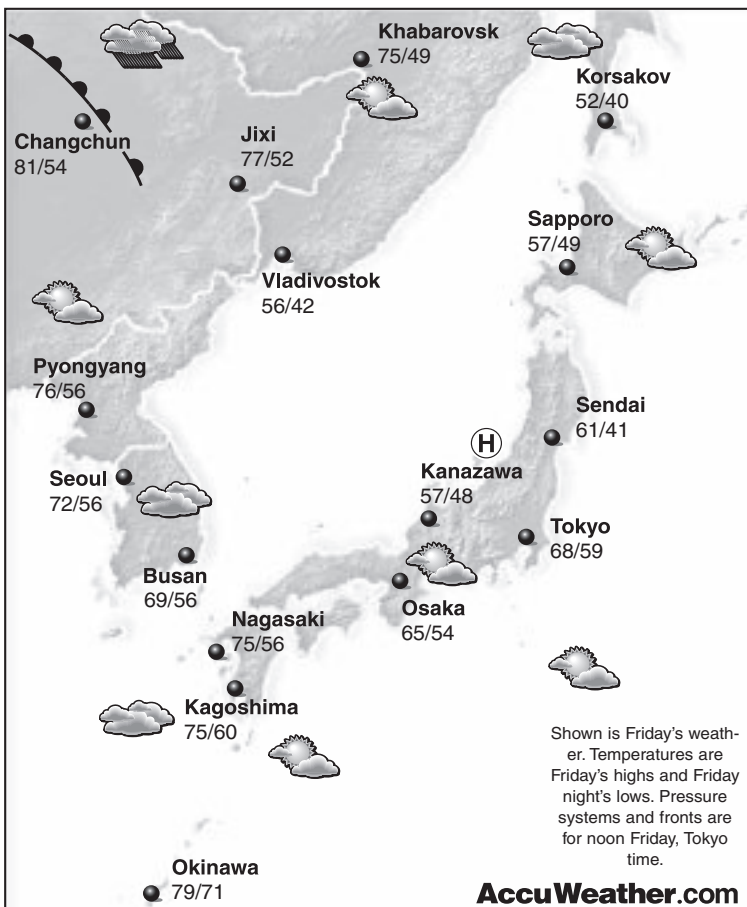 Khabarovsk
75/49
Korsakov
52/40
Changchun
81/54
Jixi
77/52
Sapporo
57/49
Vladivostok
56/42
Pyongyang
76/56
Sendai
61/41
H
Kanazawa
57/48
Seoul
72/56
Tokyo
68/59
Busan
69/56
Osaka
65/54
Nagasaki
75/56
Kagoshima
75/60
Shown is Friday's weath-
er. Temperatures are
Friday's highs and Friday
night's lows. Pressure
systems and fronts are
for noon Friday, Tokyo
time.
Okinawa
79/71
AccuWeather.com